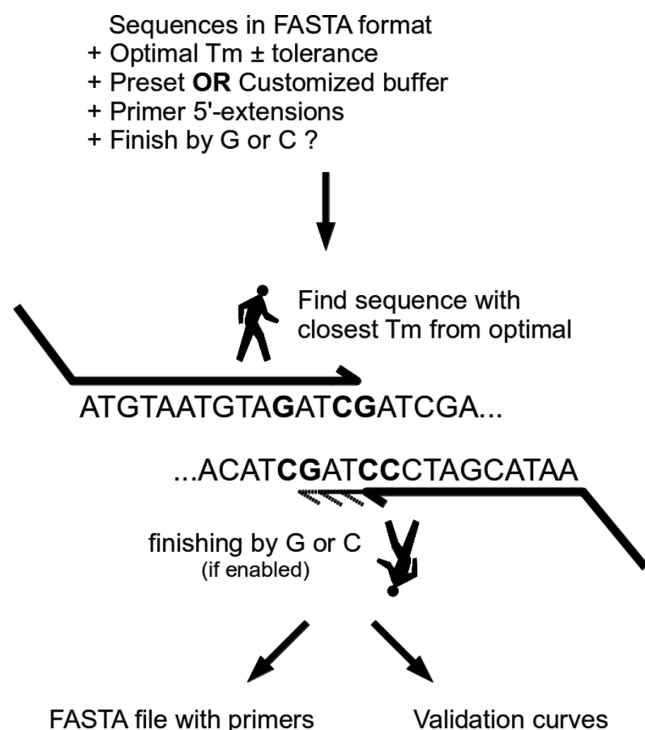 Sequences in FASTA format
+ Optimal Tm ± tolerance
+ Preset OR Customized buffer
+ Primer 5'-extensions
+ Finish by G or C ?
Find sequence with
closest Tm from optimal
ATGTAATGTAGATCGATCGA...
...ACATCGATCCCTAGCATAA
finishing by G or C
(if enabled)
FASTA file with primers
Validation curves